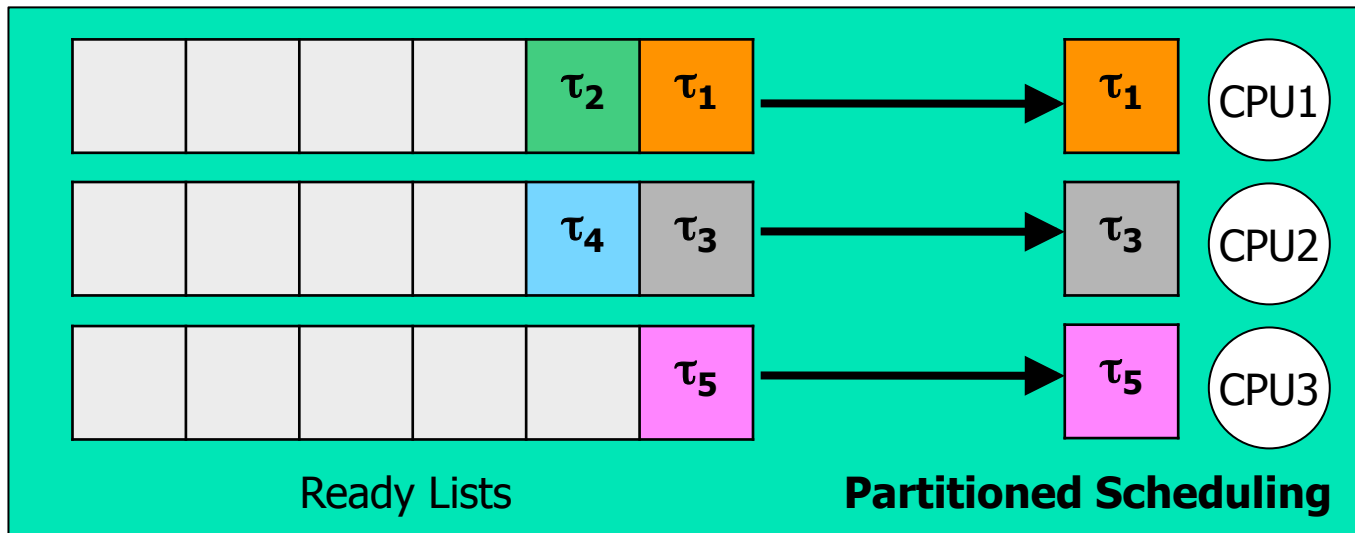 τ₂ τ₁ τ₁ CPU1
τ₄ τ₃ τ₃ CPU2
τ₅ τ₅ CPU3
Ready Lists Partitioned Scheduling